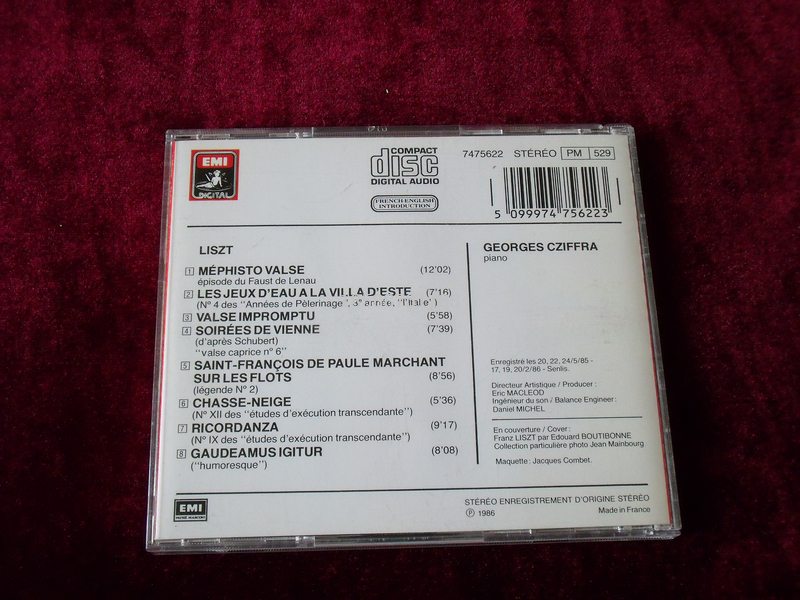 EMI
DIGITAL
COMPACT
disc
DIGITAL AUDIO
FRENCH-ENGLISH
INTRODUCTION
7475622 STÉRÉO PM 529
5 099974 756223
LISZT
1 MÉPHISTO VALSE (12'02)
épisode du Faust de Lenau
2 LES JEUX D'EAU A LA VILLA D'ESTE (7'16)
(N° 4 des "Années de Pèlerinage", 3e année, "l'Italie")
3 VALSE IMPROMPTU (5'58)
4 SOIRÉES DE VIENNE (7'39)
(d'après Schubert)
"valse caprice n° 6"
5 SAINT-FRANÇOIS DE PAULE MARCHANT
SUR LES FLOTS (8'56)
(légende N° 2)
6 CHASSE-NEIGE (5'36)
(N° XII des "études d'exécution transcendante")
7 RICORDANZA (9'17)
(N° IX des "études d'exécution transcendante")
8 GAUDEAMUS IGITUR (8'08)
("humoresque")
GEORGES CZIFFRA
piano
Enregistré les 20, 22, 24/5/85 -
17, 19, 20/2/86 - Senlis.
Directeur Artistique / Producer :
Eric MACLEOD
Ingénieur du son / Balance Engineer :
Daniel MICHEL
En couverture / Cover :
Franz LISZT par Edouard BOUTIBONNE
Collection particulière photo Jean Mainbourg
Maquette : Jacques Combet.
EMI
PATHÉ MARCONI
STÉRÉO ENREGISTREMENT D'ORIGINE STÉRÉO
℗ 1986
Made in France